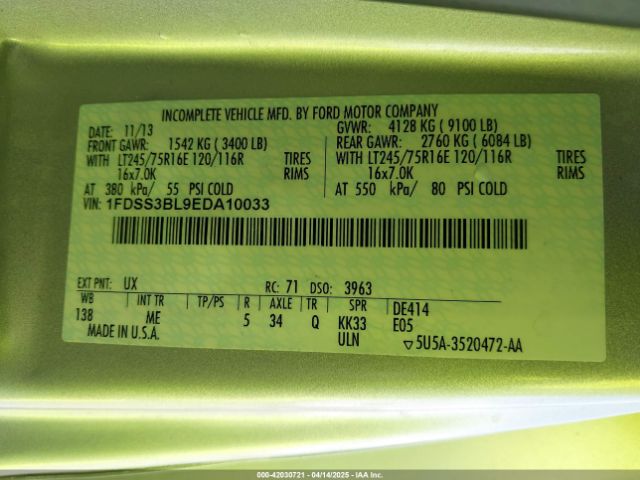 INCOMPLETE VEHICLE MFD. BY FORD MOTOR COMPANY
DATE: 11/13 GVWR: 4128 KG ( 9100 LB)
FRONT GAWR: 1542 KG ( 3400 LB) REAR GAWR: 2760 KG ( 6084 LB)
WITH LT245/75R16E 120/116R TIRES WITH LT245/75R16E 120/116R TIRES
16x7.0K RIMS 16x7.0K RIMS
AT 380 kPa/ 55 PSI COLD AT 550 kPa/ 80 PSI COLD
VIN: 1FDSS3BL9EDA10033
EXT PNT: UX RC: 71 DSO: 3963
WB INT TR TP/PS R AXLE TR SPR DE414
138 ME 5 34 Q KK33 E05
MADE IN U.S.A. ULN ▽5U5A-3520472-AA
000-42030721 - 04/14/2025 - IAA, Inc.